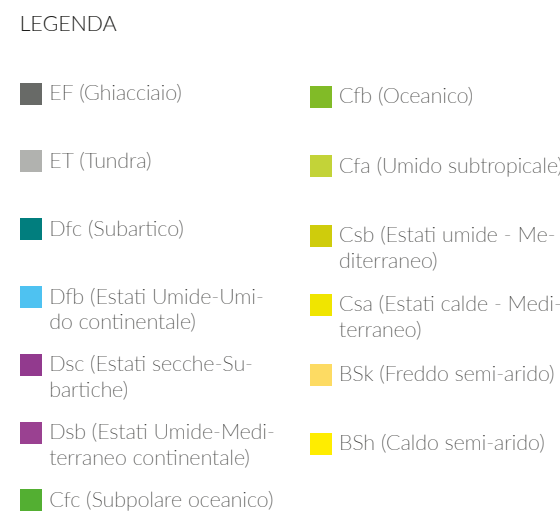 LEGENDA
EF (Ghiacciaio)
ET (Tundra)
Dfc (Subartico)
Dfb (Estati Umide-Umi-
do continentale)
Dsc (Estati secche-Su-
bartiche)
Dsb (Estati Umide-Medi-
terraneo continentale)
Cfc (Subpolare oceanico)
Cfb (Oceanico)
Cfa (Umido subtropicale)
Csb (Estati umide - Me-
diterraneo)
Csa (Estati calde - Medi-
terraneo)
BSk (Freddo semi-arido)
BSh (Caldo semi-arido)